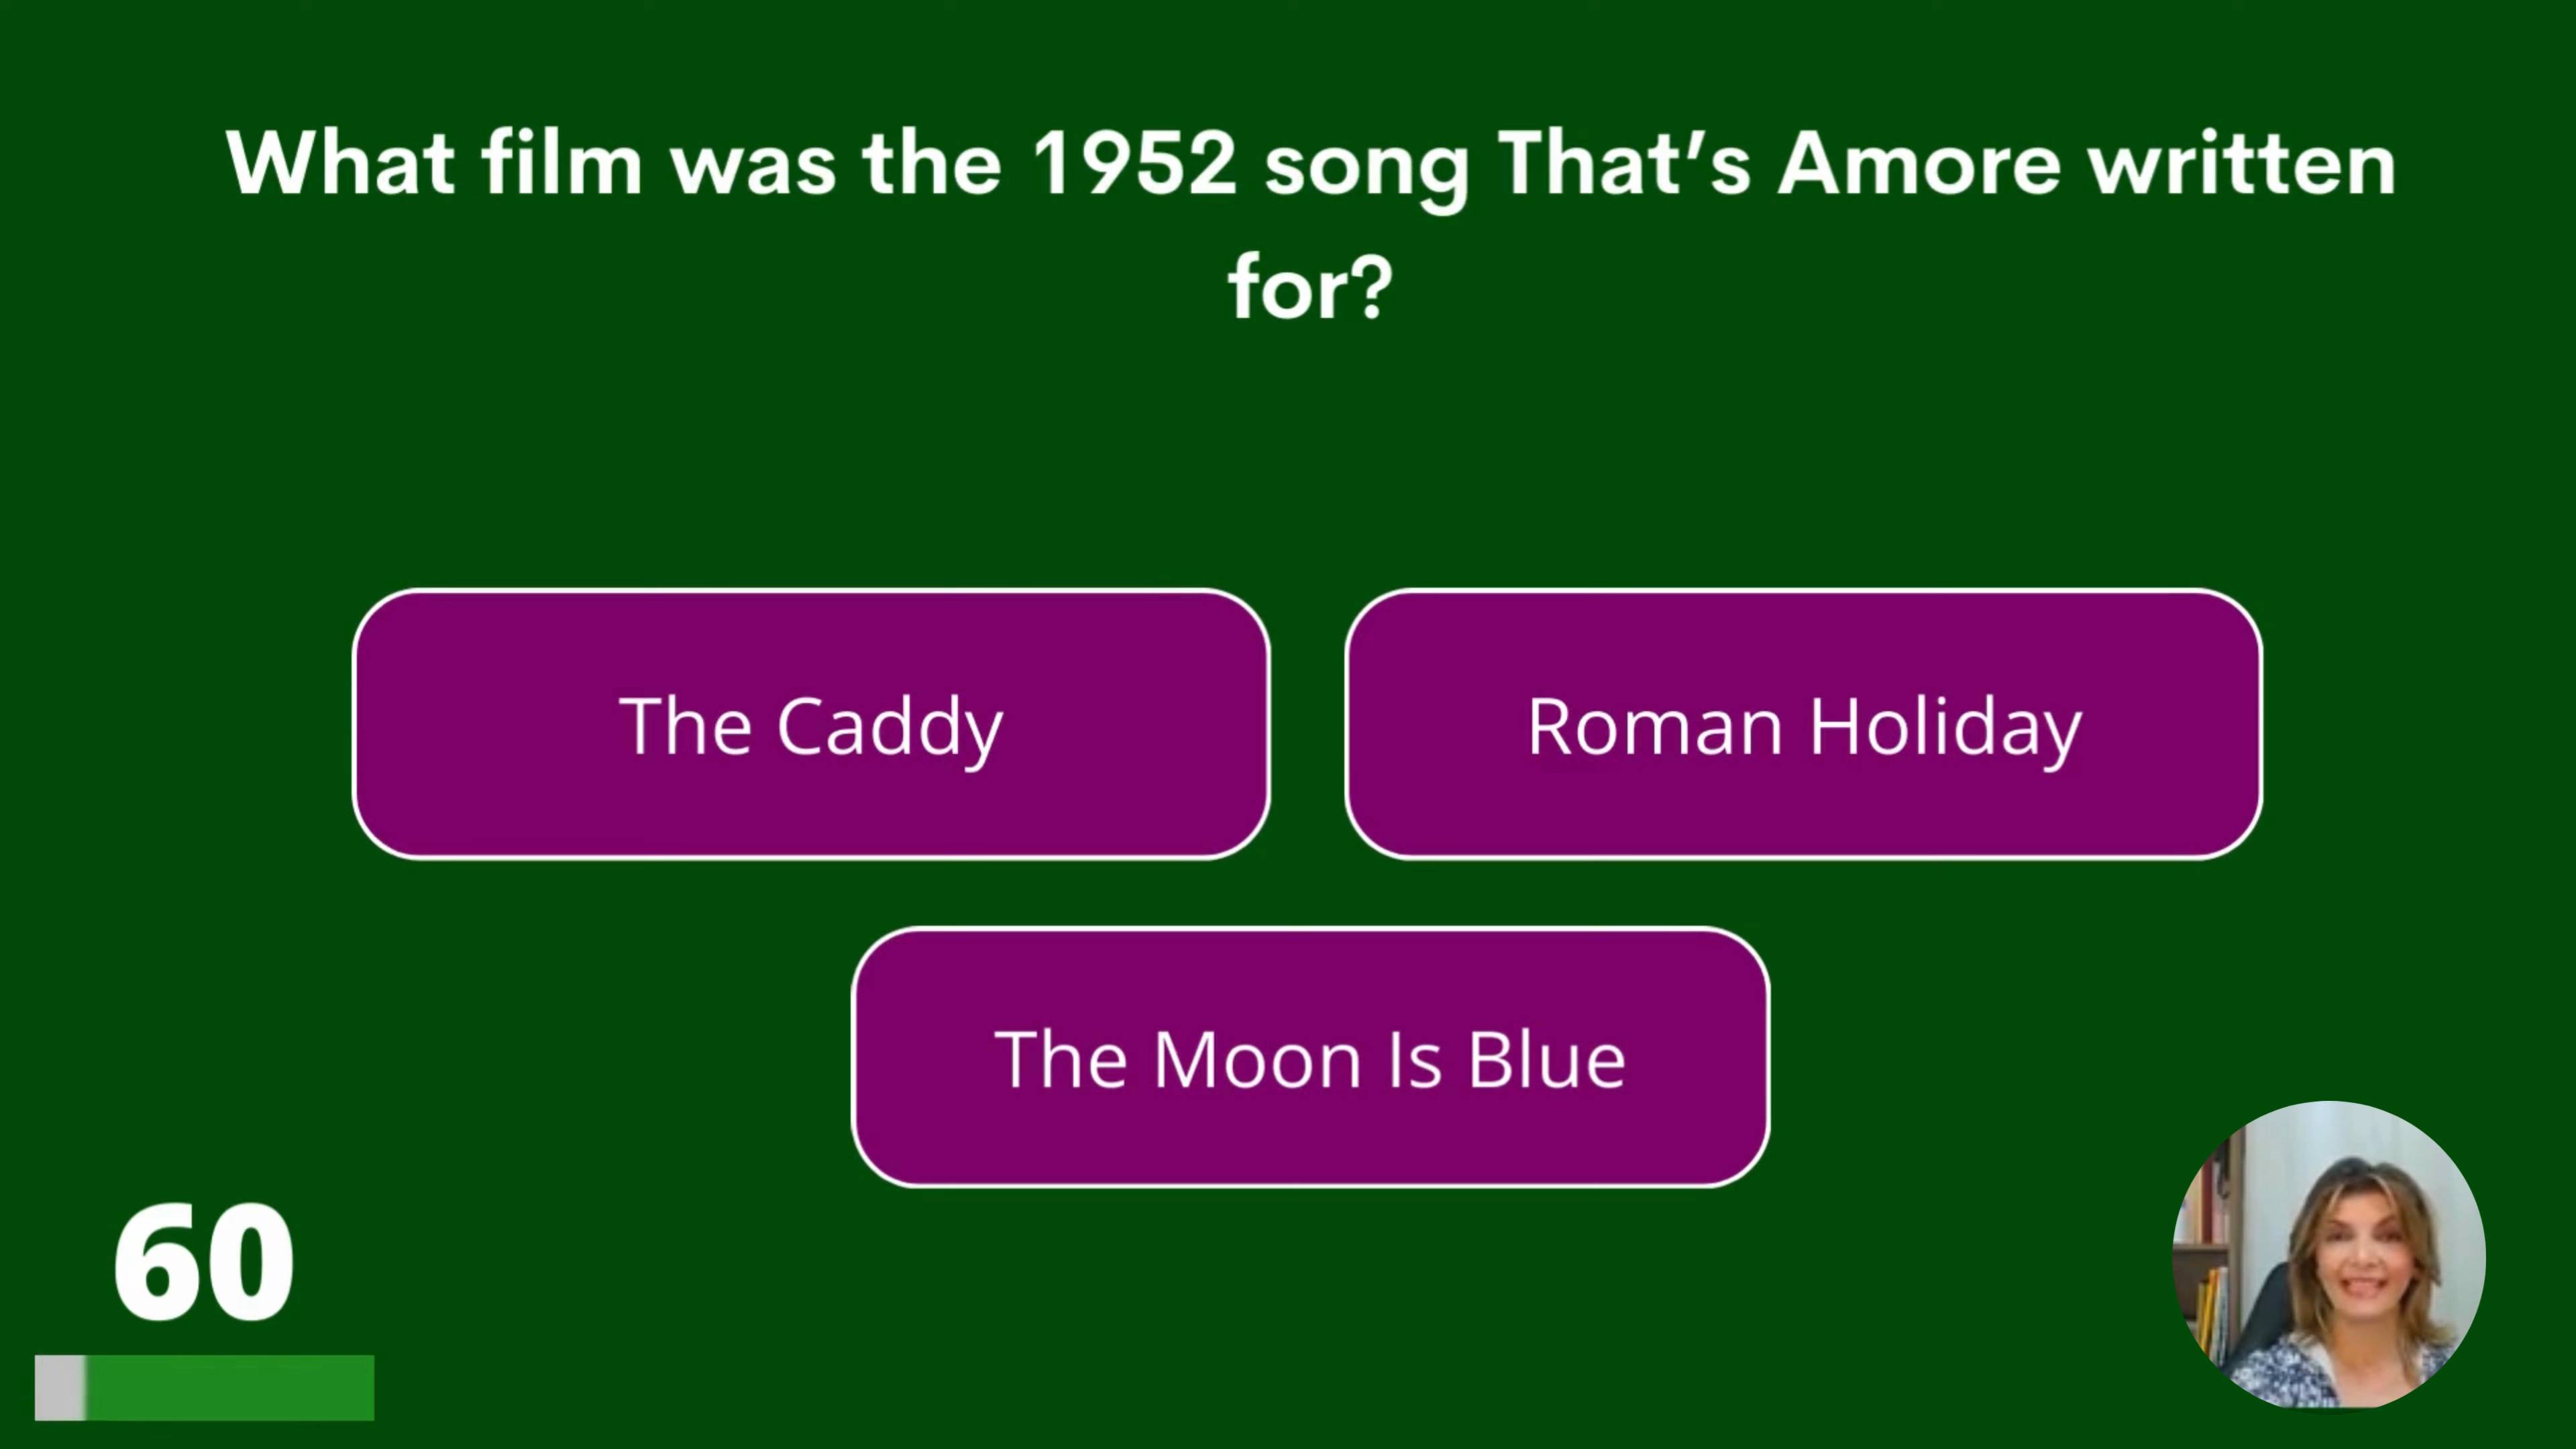 What film was the 1952 song That’s Amore written
for?
The Caddy
Roman Holiday
The Moon Is Blue
60